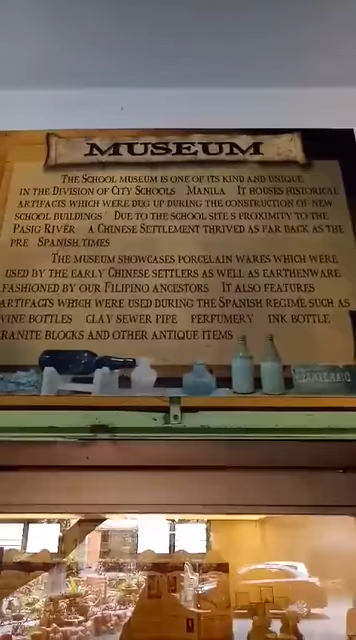 MUSEUM
THE SCHOOL MUSEUM IS ONE OF ITS KIND AND UNIQUE
IN THE DIVISION OF CITY SCHOOLS MANILA IT HOUSES HISTORICAL
ARTIFACTS WHICH WERE DUG UP DURING THE CONSTRUCTION OF NEW
SCHOOL BUILDINGS DUE TO THE SCHOOL SITE S PROXIMITY TO THE
PASIG RIVER A CHINESE SETTLEMENT THRIVED AS FAR BACK AS THE
PRE SPANISH TIMES
THE MUSEUM SHOWCASES PORCELAIN WARES WHICH WERE
USED BY THE EARLY CHINESE SETTLERS AS WELL AS EARTHENWARE
FASHIONED BY OUR FILIPINO ANCESTORS IT ALSO FEATURES
ARTIFACTS WHICH WERE USED DURING THE SPANISH REGIME SUCH AS
WINE BOTTLES CLAY SEWER PIPE PERFUMERY INK BOTTLE
GRANITE BLOCKS AND OTHER ANTIQUE ITEMS